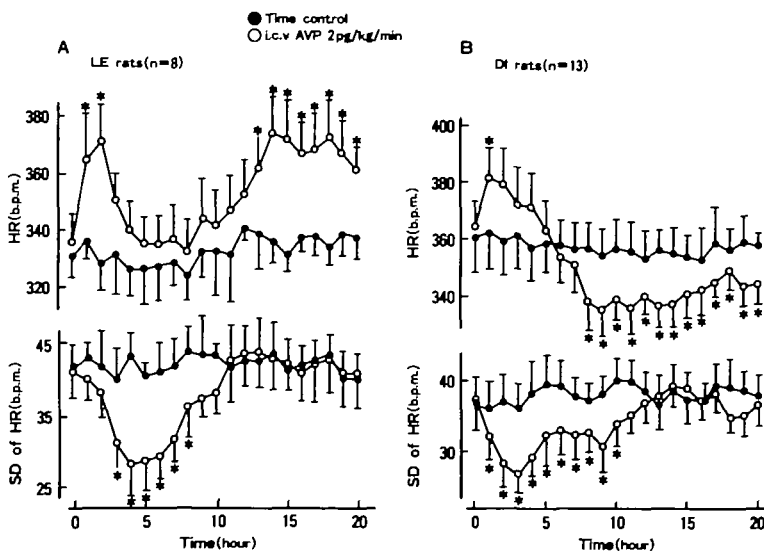 ● Time control
○ i.c.v AVP 2pg/kg/min
A
LE rats(n=8)
B
DI rats(n=13)
HR(b.p.m.)
380
360
340
320
HR(b.p.m.)
400
380
360
340
SD of HR(b.p.m.)
45
35
25
SD of HR(b.p.m.)
40
30
0 5 10 15 20
Time(hour)
0 5 10 15 20
Time(hour)